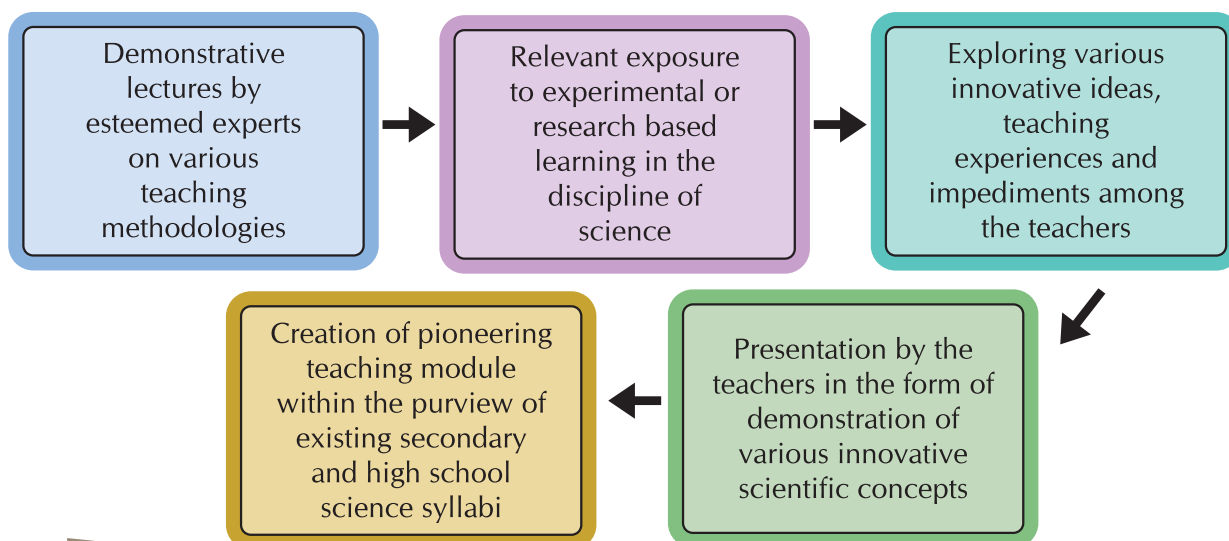 Demonstrative
lectures by
esteemed experts
on various
teaching
methodologies
Relevant exposure
to experimental or
research based
learning in the
discipline of
science
Exploring various
innovative ideas,
teaching
experiences and
impediments among
the teachers
Presentation by the
teachers in the form of
demonstration of
various innovative
scientific concepts
Creation of pioneering
teaching module
within the purview of
existing secondary
and high school
science syllabi